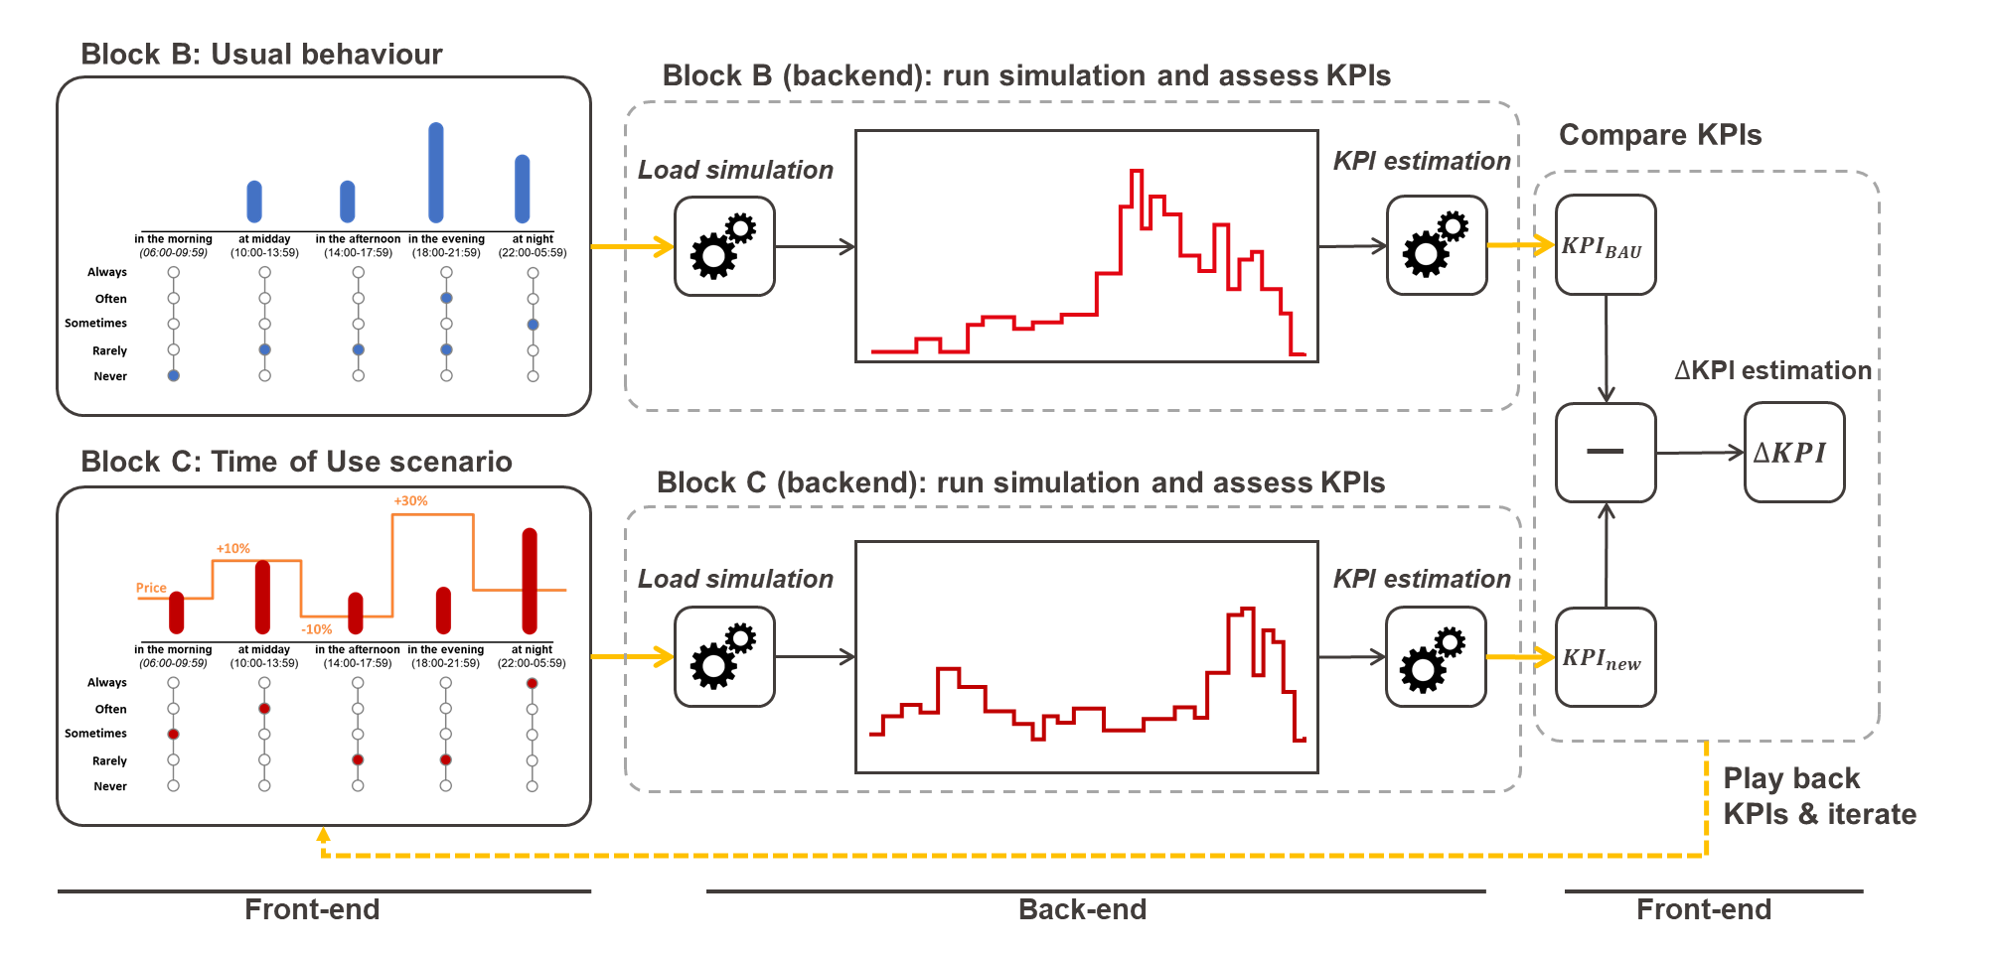 Block B: Usual behaviour
in the morning at midday in the afternoon in the evening at night
(06:00-09:59) (10:00-13:59) (14:00-17:59) (18:00-21:59) (22:00-05:59)
Always
Often
Sometimes
Rarely
Never
Block B (backend): run simulation and assess KPIs
Load simulation
KPI estimation
Compare KPIs
KPI_BAU
ΔKPI estimation
−
ΔKPI
KPI_new
Block C: Time of Use scenario
+30%
+10%
Price
-10%
in the morning at midday in the afternoon in the evening at night
(06:00-09:59) (10:00-13:59) (14:00-17:59) (18:00-21:59) (22:00-05:59)
Always
Often
Sometimes
Rarely
Never
Block C (backend): run simulation and assess KPIs
Load simulation
KPI estimation
Play back
KPIs & iterate
Front-end
Back-end
Front-end